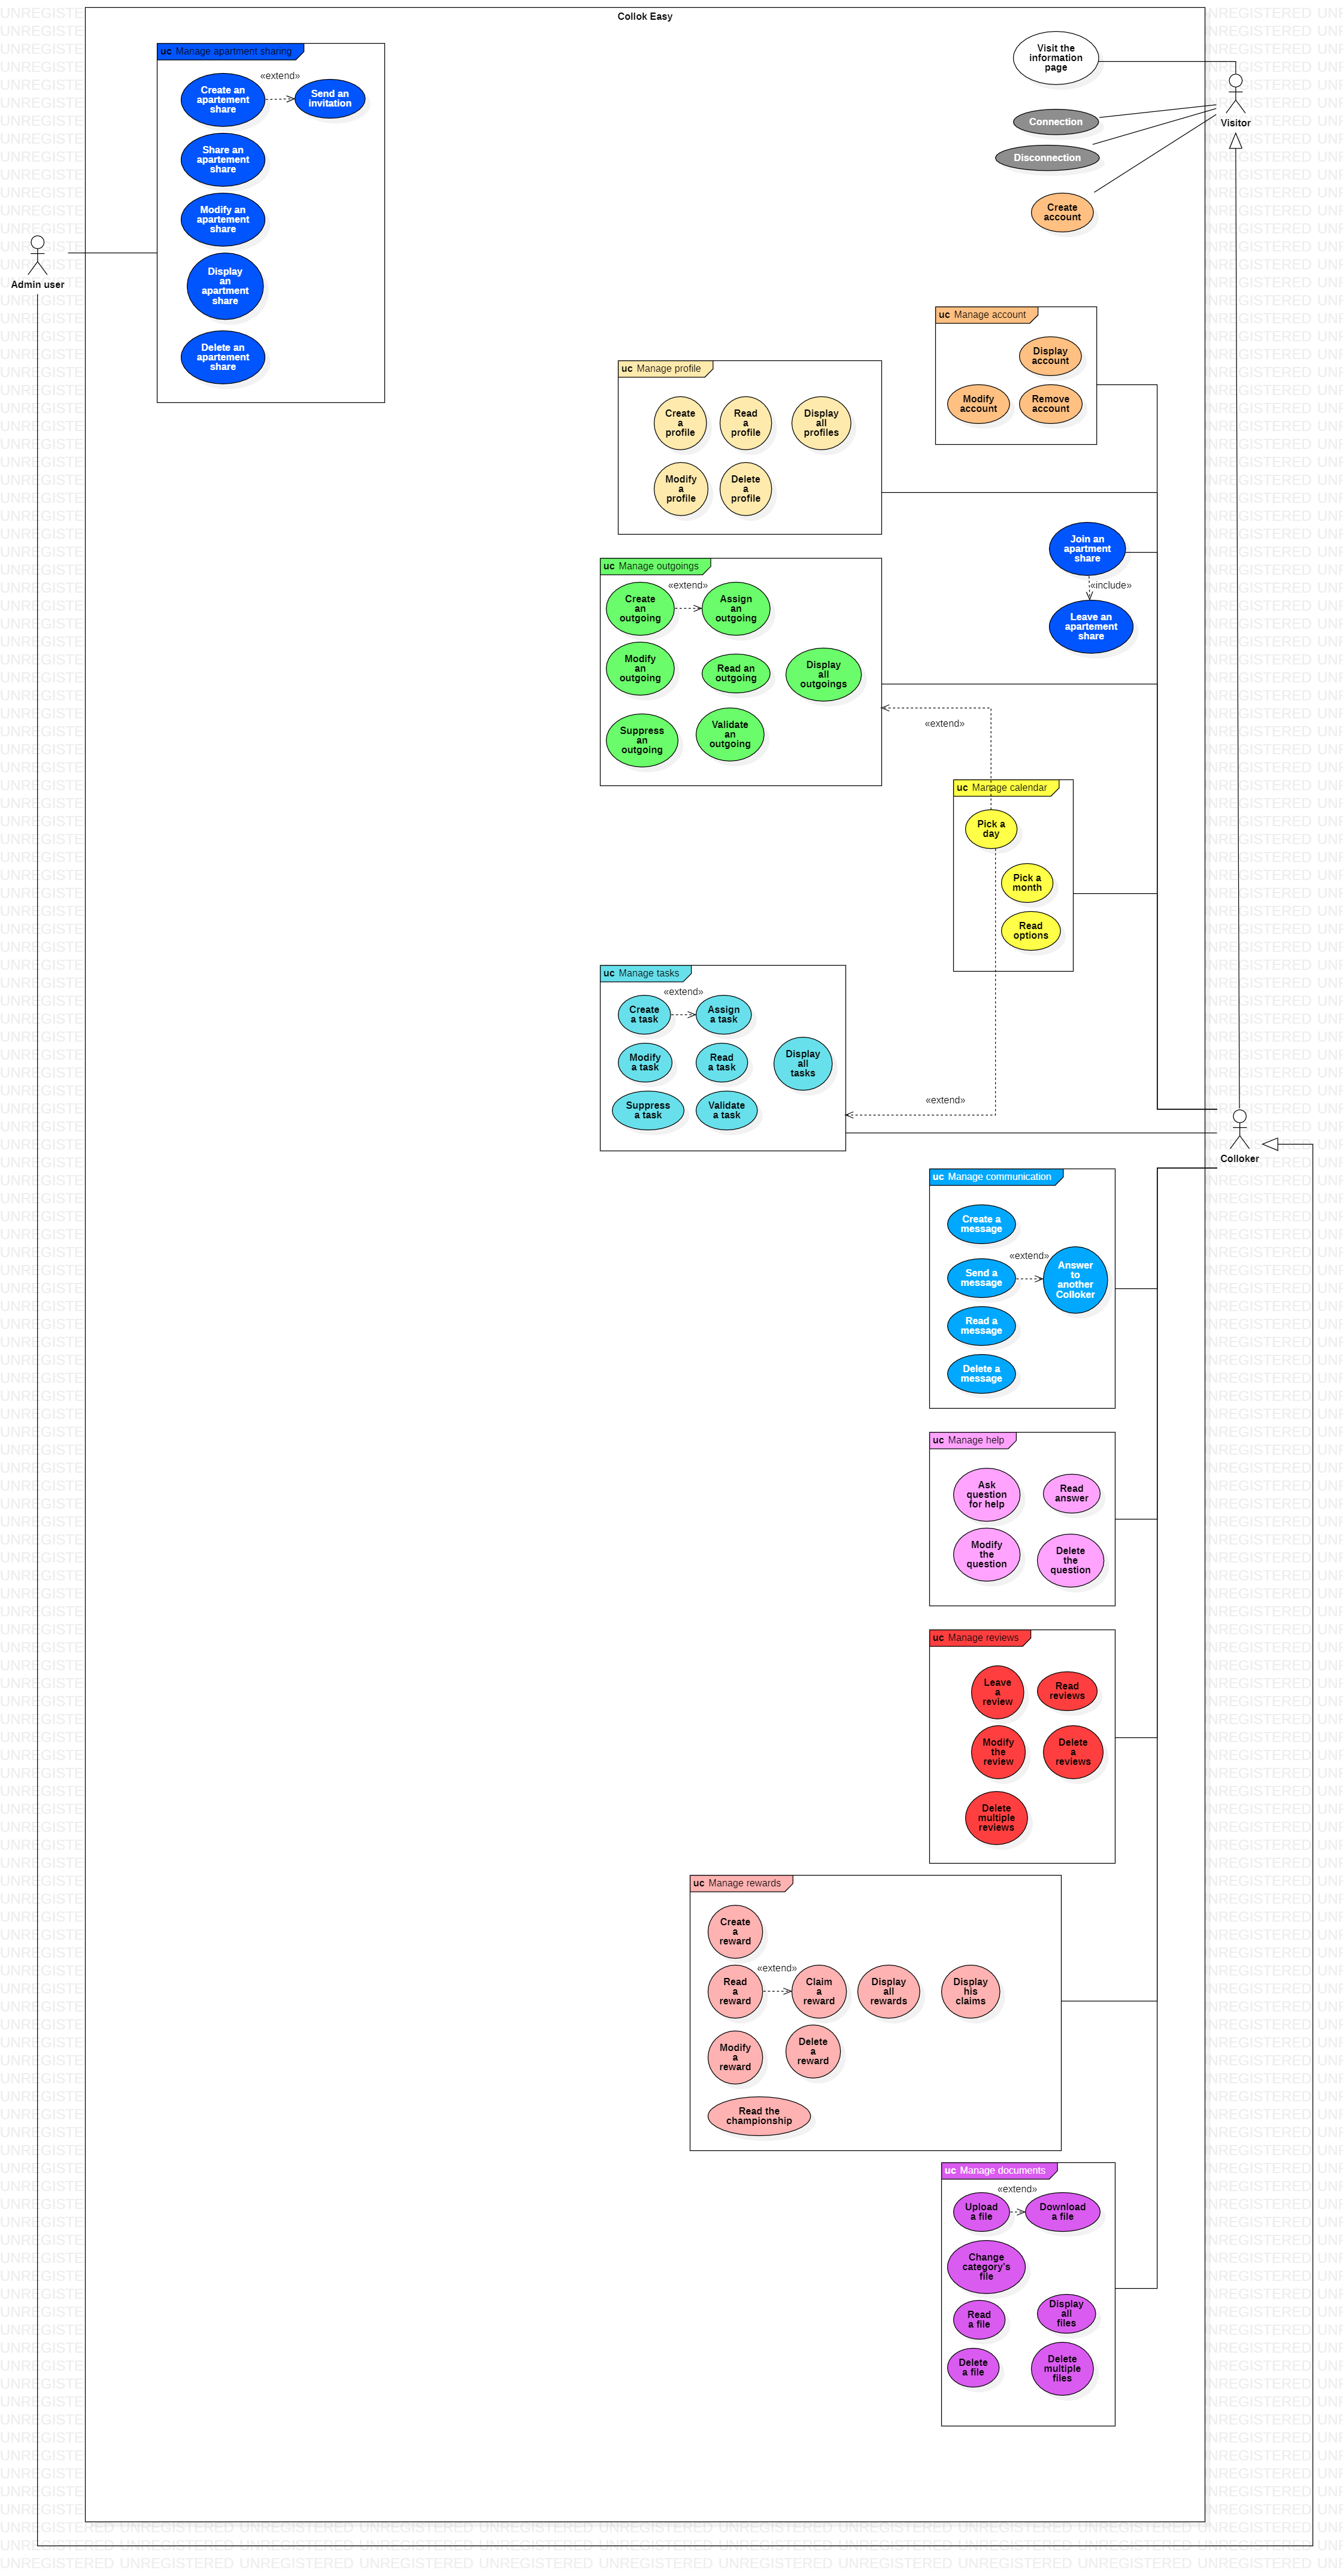 Collok Easy
uc Manage apartment sharing
Create an
apartement
share
«extend»
Send an
invitation
Share an
apartement
share
Modify an
apartement
share
Display
an
apartment
share
Delete an
apartement
share
Admin user
Visit the
information
page
Connection
Disconnection
Create
account
Visitor
uc Manage account
Display
account
Modify
account
Remove
account
uc Manage profile
Create
a
profile
Read
a
profile
Display
all
profiles
Modify
a
profile
Delete
a
profile
Join an
apartment
share
«include»
Leave an
apartement
share
uc Manage outgoings
Create
an
outgoing
«extend»
Assign
an
outgoing
Modify
an
outgoing
Read an
outgoing
Display
all
outgoings
Suppress
an
outgoing
Validate
an
outgoing
«extend»
uc Manage calendar
Pick a
day
Pick a
month
Read
options
uc Manage tasks
Create
a task
«extend»
Assign
a task
Modify
a task
Read
a task
Display
all
tasks
Suppress
a task
Validate
a task
«extend»
Colloker
uc Manage communication
Create a
message
Send a
message
«extend»
Answer
to
another
Colloker
Read a
message
Delete a
message
uc Manage help
Ask
question
for help
Read
answer
Modify
the
question
Delete
the
question
uc Manage reviews
Leave
a
review
Read
reviews
Modify
the
review
Delete
a
reviews
Delete
multiple
reviews
uc Manage rewards
Create
a
reward
Read
a
reward
«extend»
Claim
a
reward
Display
all
rewards
Display
his
claims
Modify
a
reward
Delete
a
reward
Read the
championship
uc Manage documents
Upload
a file
«extend»
Download
a file
Change
category's
file
Read
a file
Display
all
files
Delete
a file
Delete
multiple
files
UNREGISTERED UNREGISTERED UNREGISTERED UNREGISTERED UNREGISTERED UNREGISTERED UNREGISTERED UNREGISTERED UNREGISTERED UNREGISTERED UNREGISTERED UNR